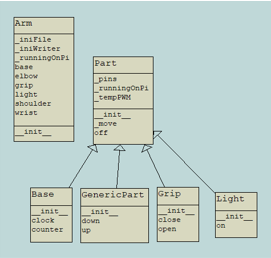 Arm
_iniFile
_iniWriter
_runningOnPi
base
elbow
grip
light
shoulder
wrist
__init__
Part
_pins
_runningOnPi
_tempPWM
__init__
_move
off
Base
__init__
clock
counter
GenericPart
__init__
down
up
Grip
__init__
close
open
Light
__init__
on